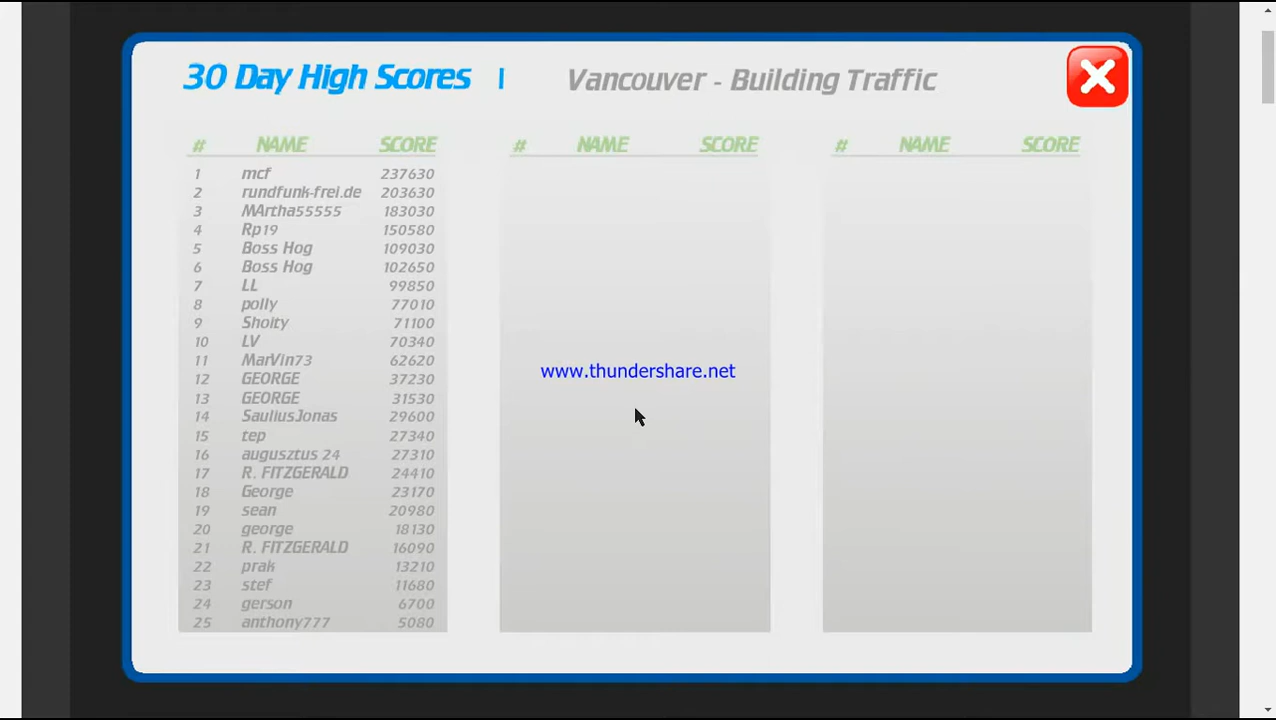 30 Day High Scores | Vancouver - Building Traffic
# NAME SCORE # NAME SCORE # NAME SCORE
1 mcf 237630
2 rundfunk-frei.de 203630
3 MArtha55555 183030
4 Rp19 150580
5 Boss Hog 109030
6 Boss Hog 102650
7 LL 99850
8 polly 77010
9 Shoity 71100
10 LV 70340
11 MarVin73 62620
12 GEORGE 37230
13 GEORGE 31530
14 SauliusJonas 29600
15 tep 27340
16 augusztus 24 27310
17 R. FITZGERALD 24410
18 George 23170
19 sean 20980
20 george 18130
21 R. FITZGERALD 16090
22 prak 13210
23 stef 11680
24 gerson 6700
25 anthony777 5080
www.thundershare.net